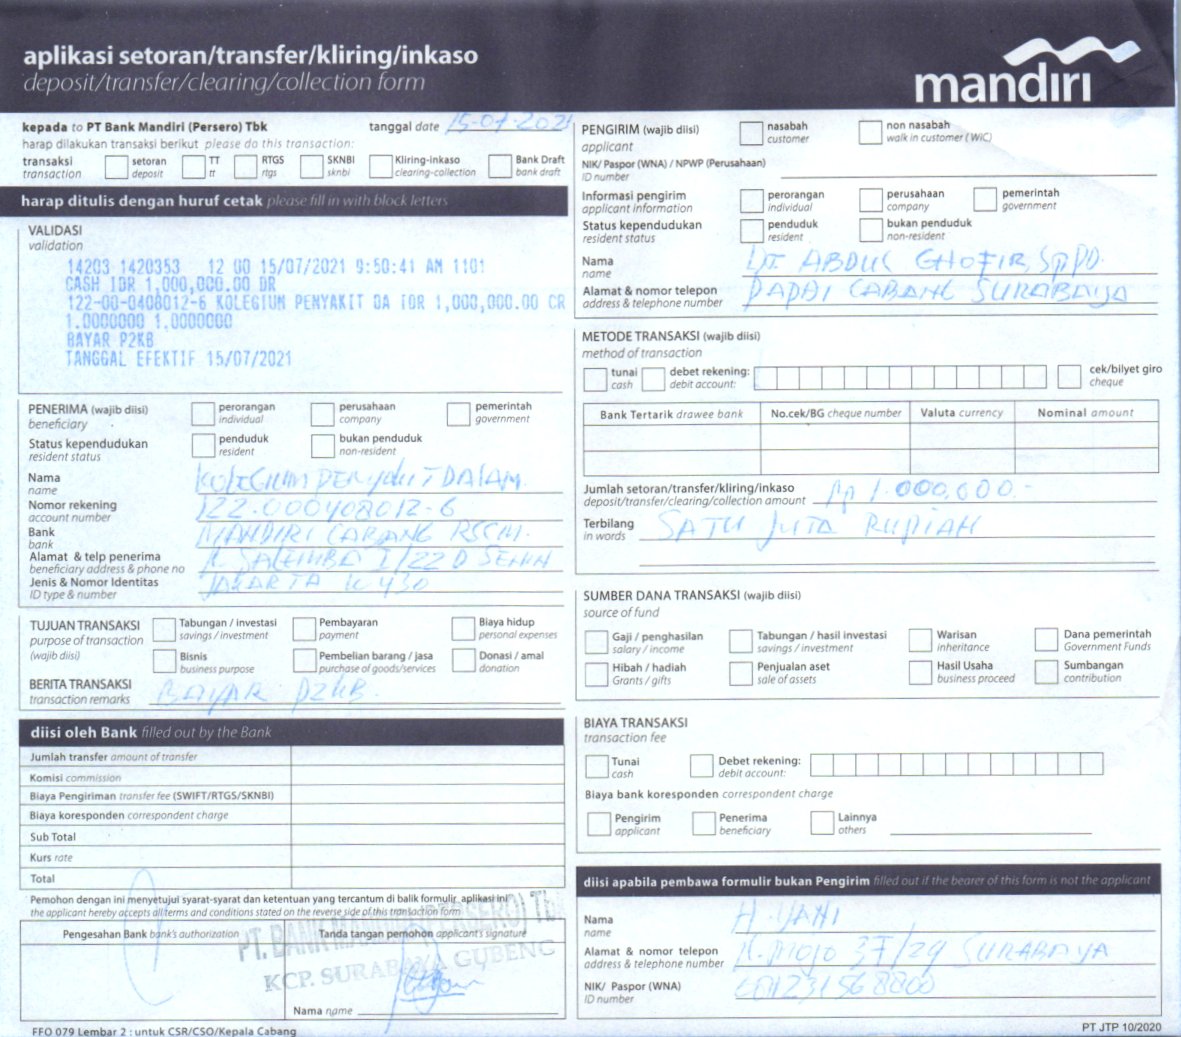 aplikasi setoran/transfer/kliring/inkaso
deposit/transfer/clearing/collection form
mandiri
kepada to PT Bank Mandiri (Persero) Tbk
tanggal date 15-07-2021
harap dilakukan transaksi berikut please do this transaction:
transaksi
transaction
setoran
deposit
TT
tt
RTGS
rtgs
SKNBI
sknbi
Kliring-inkaso
clearing-collection
Bank Draft
bank draft
harap ditulis dengan huruf cetak please fill in with block letters
VALIDASI
validation
14203 1420353 12 00 15/07/2021 9:50:41 AM 1101
CASH IDR 1,000,000.00 DR
122-00-0408012-6 KOLEGIUM PENYAKIT DA IDR 1,000,000.00 CR
1.0000000 1.0000000
BAYAR P2KB
TANGGAL EFEKTIF 15/07/2021
PENERIMA (wajib diisi)
beneficiary
perorangan
individual
perusahaan
company
pemerintah
government
Status kependudukan
resident status
penduduk
resident
bukan penduduk
non-resident
Nama
name
KOLEGIUM PENYAKIT DALAM
Nomor rekening
account number
122.000408012-6
Bank
bank
MANDIRI CABANG RSCM.
Alamat & telp penerima
beneficiary address & phone no
SALEMBA I/22 D SENEN
Jenis & Nomor Identitas
ID type & number
JAKARTA
TUJUAN TRANSAKSI
purpose of transaction
(wajib diisi)
Tabungan / investasi
savings / investment
Pembayaran
payment
Biaya hidup
personal expenses
Bisnis
business purpose
Pembelian barang / jasa
purchase of goods/services
Donasi / amal
donation
BERITA TRANSAKSI
transaction remarks
BAYAR P2KB.
diisi oleh Bank filled out by the Bank
Jumlah transfer amount of transfer
Komisi commission
Biaya Pengiriman transfer fee (SWIFT/RTGS/SKNBI)
Biaya koresponden correspondent charge
Sub Total
Kurs rate
Total
Pemohon dengan ini menyetujui syarat-syarat dan ketentuan yang tercantum di balik formulir aplikasi ini
the applicant hereby accepts all terms and conditions stated on the reverse side of this transaction form
Pengesahan Bank bank's authorization
Tanda tangan pemohon applicant's signature
PT. BANK MANDIRI (PERSERO) Tb
KCP. SURABAYA GUBENG
Nama name
FFO 079 Lembar 2 : untuk CSR/CSO/Kepala Cabang
PENGIRIM (wajib diisi)
applicant
nasabah
customer
non nasabah
walk in customer (WIC)
NIK/ Paspor (WNA) / NPWP (Perusahaan)
ID number
Informasi pengirim
applicant information
perorangan
individual
perusahaan
company
pemerintah
government
Status kependudukan
resident status
penduduk
resident
bukan penduduk
non-resident
Nama
name
Dr. ABDUL GHOFIR, SpPD.
Alamat & nomor telepon
address & telephone number
PAPDI CABANG SURABAYA
METODE TRANSAKSI (wajib diisi)
method of transaction
tunai
cash
debet rekening:
debit account:
cek/bilyet giro
cheque
Bank Tertarik drawee bank
No.cek/BG cheque number
Valuta currency
Nominal amount
Jumlah setoran/transfer/kliring/inkaso
deposit/transfer/clearing/collection amount
Rp 1.000,000.-
Terbilang
in words
SATU JUTA RUPIAH
SUMBER DANA TRANSAKSI (wajib diisi)
source of fund
Gaji / penghasilan
salary / income
Tabungan / hasil investasi
savings / investment
Warisan
inheritance
Dana pemerintah
Government Funds
Hibah / hadiah
Grants / gifts
Penjualan aset
sale of assets
Hasil Usaha
business proceed
Sumbangan
contribution
BIAYA TRANSAKSI
transaction fee
Tunai
cash
Debet rekening:
debit account:
Biaya bank koresponden correspondent charge
Pengirim
applicant
Penerima
beneficiary
Lainnya
others
diisi apabila pembawa formulir bukan Pengirim filled out if the bearer of this form is not the applicant
Nama
name
H. YANI
Alamat & nomor telepon
address & telephone number
MOJO 37/29 SURABAYA
NIK/ Paspor (WNA)
ID number
PT JTP 10/2020